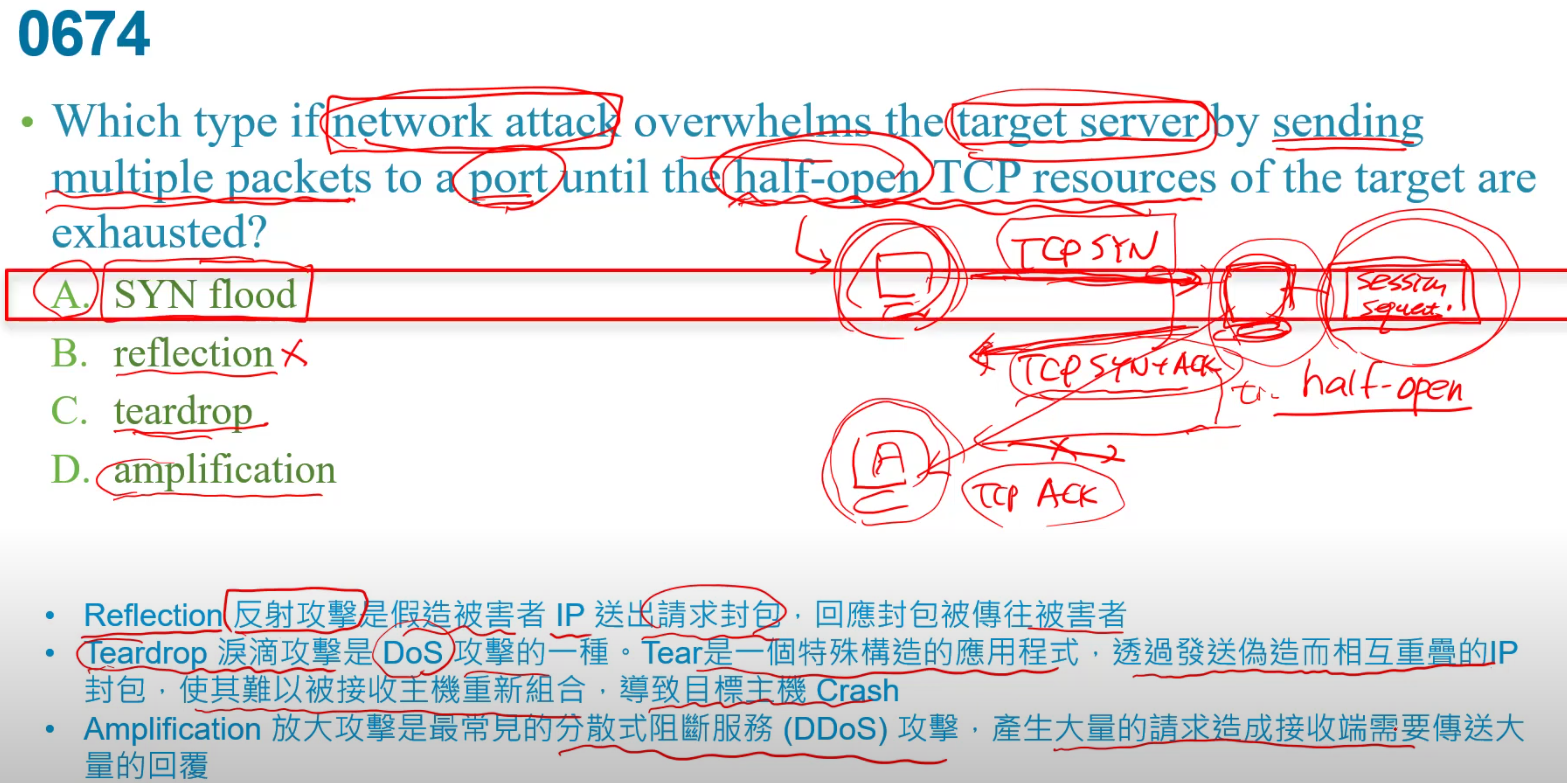 0674
• Which type if network attack overwhelms the target server by sending
multiple packets to a port until the half-open TCP resources of the target are
exhausted?
A. SYN flood
B. reflection
C. teardrop
D. amplification
TCP SYN
session
TCP SYN+ACK
half-open
A
TCP ACK
• Reflection 反射攻擊是假造被害者 IP 送出請求封包，回應封包被傳往被害者
• Teardrop 淚滴攻擊是 DoS 攻擊的一種。Tear是一個特殊構造的應用程式，透過發送偽造而相互重疊的IP
封包，使其難以被接收主機重新組合，導致目標主機 Crash
• Amplification 放大攻擊是最常見的分散式阻斷服務 (DDoS) 攻擊，產生大量的請求造成接收端需要傳送大
量的回覆